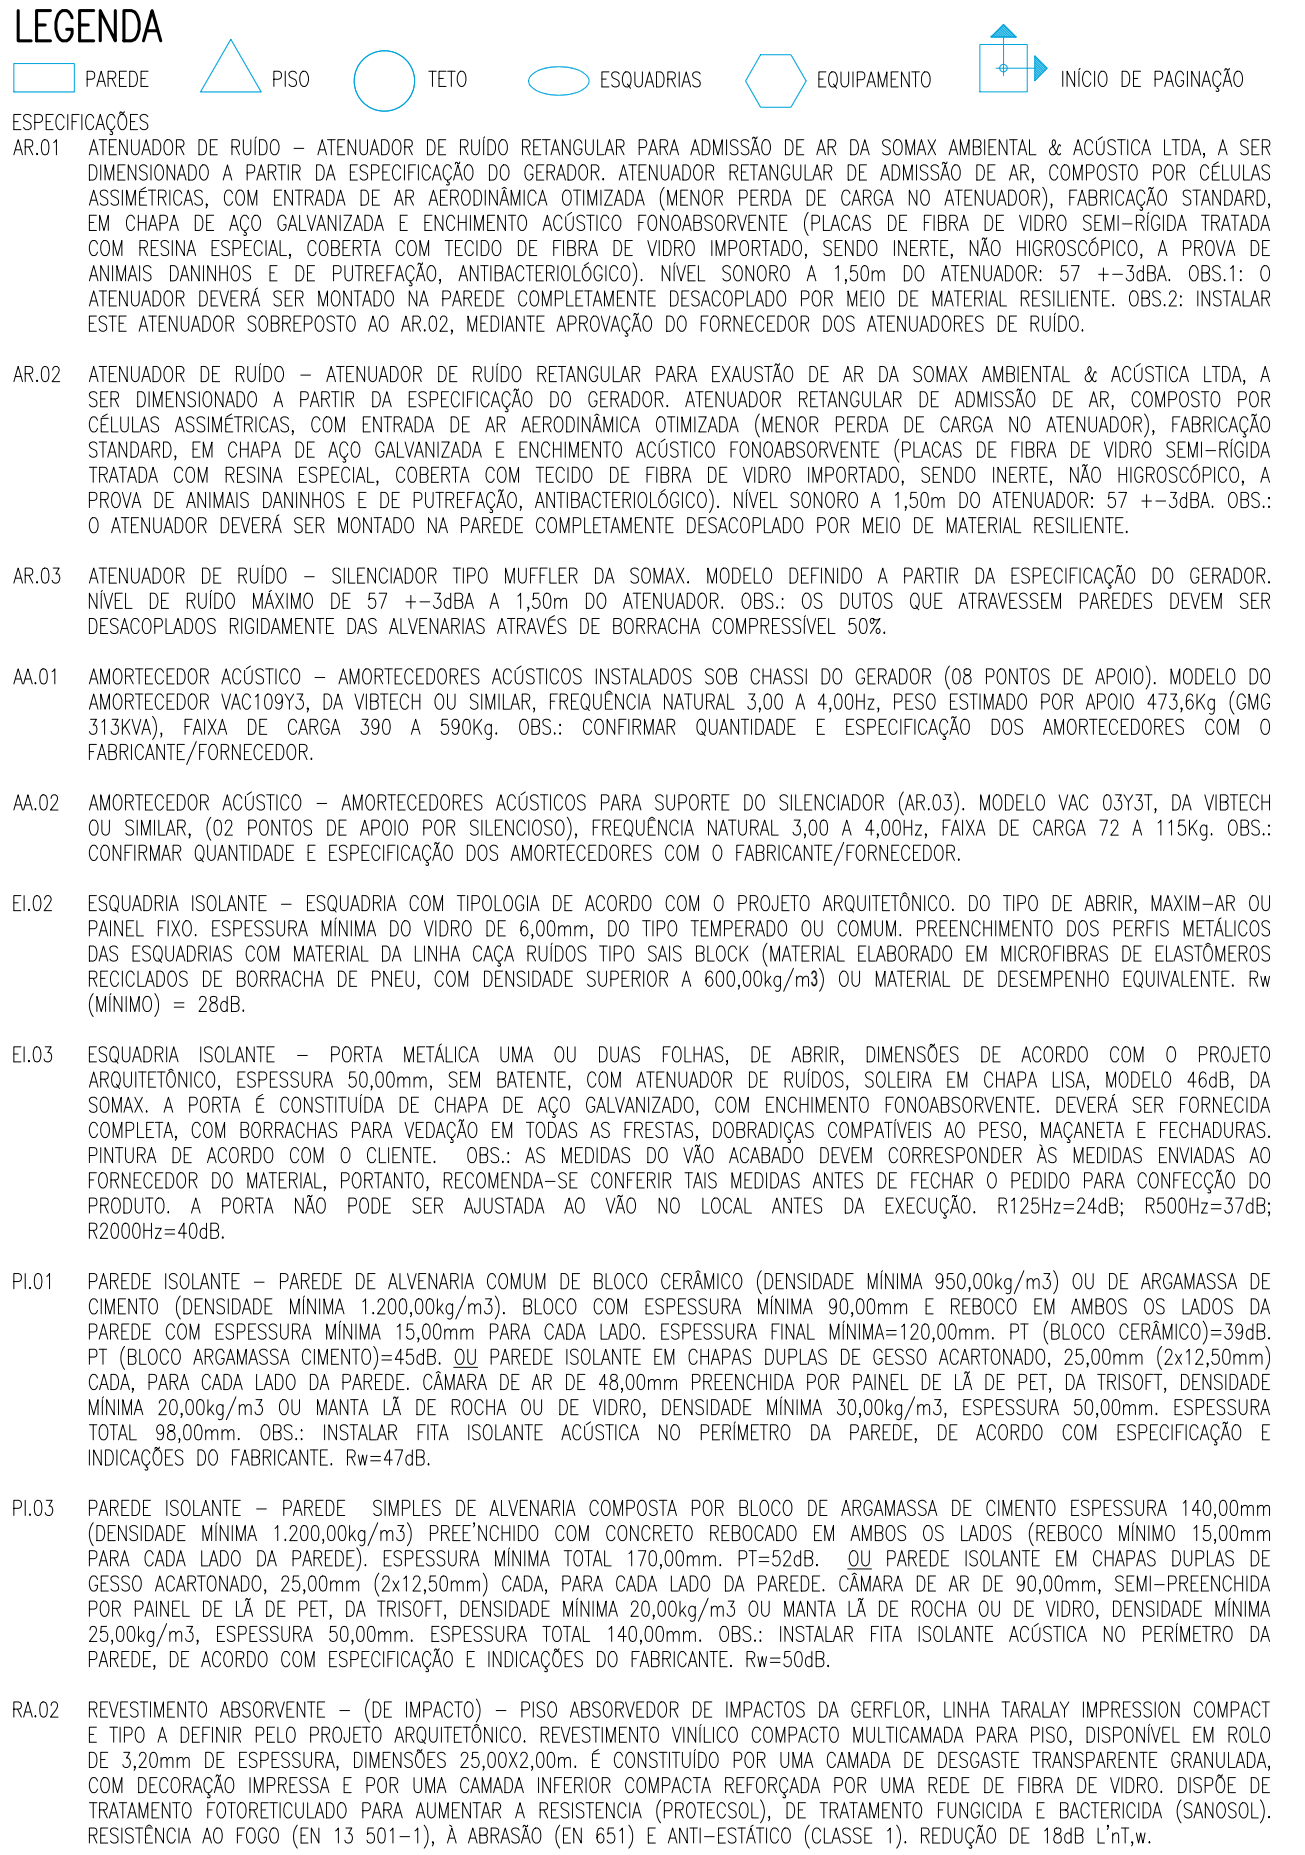 LEGENDA
PAREDE PISO TETO ESQUADRIAS EQUIPAMENTO INÍCIO DE PAGINAÇÃO
ESPECIFICAÇÕES
AR.01 ATENUADOR DE RUÍDO – ATENUADOR DE RUÍDO RETANGULAR PARA ADMISSÃO DE AR DA SOMAX AMBIENTAL & ACÚSTICA LTDA, A SER
DIMENSIONADO A PARTIR DA ESPECIFICAÇÃO DO GERADOR. ATENUADOR RETANGULAR DE ADMISSÃO DE AR, COMPOSTO POR CÉLULAS
ASSIMÉTRICAS, COM ENTRADA DE AR AERODINÂMICA OTIMIZADA (MENOR PERDA DE CARGA NO ATENUADOR), FABRICAÇÃO STANDARD,
EM CHAPA DE AÇO GALVANIZADA E ENCHIMENTO ACÚSTICO FONOABSORVENTE (PLACAS DE FIBRA DE VIDRO SEMI–RÍGIDA TRATADA
COM RESINA ESPECIAL, COBERTA COM TECIDO DE FIBRA DE VIDRO IMPORTADO, SENDO INERTE, NÃO HIGROSCÓPICO, A PROVA DE
ANIMAIS DANINHOS E DE PUTREFAÇÃO, ANTIBACTERIOLÓGICO). NÍVEL SONORO A 1,50m DO ATENUADOR: 57 +–3dBA. OBS.1: O
ATENUADOR DEVERÁ SER MONTADO NA PAREDE COMPLETAMENTE DESACOPLADO POR MEIO DE MATERIAL RESILIENTE. OBS.2: INSTALAR
ESTE ATENUADOR SOBREPOSTO AO AR.02, MEDIANTE APROVAÇÃO DO FORNECEDOR DOS ATENUADORES DE RUÍDO.
AR.02 ATENUADOR DE RUÍDO – ATENUADOR DE RUÍDO RETANGULAR PARA EXAUSTÃO DE AR DA SOMAX AMBIENTAL & ACÚSTICA LTDA, A
SER DIMENSIONADO A PARTIR DA ESPECIFICAÇÃO DO GERADOR. ATENUADOR RETANGULAR DE ADMISSÃO DE AR, COMPOSTO POR
CÉLULAS ASSIMÉTRICAS, COM ENTRADA DE AR AERODINÂMICA OTIMIZADA (MENOR PERDA DE CARGA NO ATENUADOR), FABRICAÇÃO
STANDARD, EM CHAPA DE AÇO GALVANIZADA E ENCHIMENTO ACÚSTICO FONOABSORVENTE (PLACAS DE FIBRA DE VIDRO SEMI–RÍGIDA
TRATADA COM RESINA ESPECIAL, COBERTA COM TECIDO DE FIBRA DE VIDRO IMPORTADO, SENDO INERTE, NÃO HIGROSCÓPICO, A
PROVA DE ANIMAIS DANINHOS E DE PUTREFAÇÃO, ANTIBACTERIOLÓGICO). NÍVEL SONORO A 1,50m DO ATENUADOR: 57 +–3dBA. OBS.:
O ATENUADOR DEVERÁ SER MONTADO NA PAREDE COMPLETAMENTE DESACOPLADO POR MEIO DE MATERIAL RESILIENTE.
AR.03 ATENUADOR DE RUÍDO – SILENCIADOR TIPO MUFFLER DA SOMAX. MODELO DEFINIDO A PARTIR DA ESPECIFICAÇÃO DO GERADOR.
NÍVEL DE RUÍDO MÁXIMO DE 57 +–3dBA A 1,50m DO ATENUADOR. OBS.: OS DUTOS QUE ATRAVESSEM PAREDES DEVEM SER
DESACOPLADOS RIGIDAMENTE DAS ALVENARIAS ATRAVÉS DE BORRACHA COMPRESSÍVEL 50%.
AA.01 AMORTECEDOR ACÚSTICO – AMORTECEDORES ACÚSTICOS INSTALADOS SOB CHASSI DO GERADOR (08 PONTOS DE APOIO). MODELO DO
AMORTECEDOR VAC109Y3, DA VIBTECH OU SIMILAR, FREQUÊNCIA NATURAL 3,00 A 4,00Hz, PESO ESTIMADO POR APOIO 473,6Kg (GMG
313KVA), FAIXA DE CARGA 390 A 590Kg. OBS.: CONFIRMAR QUANTIDADE E ESPECIFICAÇÃO DOS AMORTECEDORES COM O
FABRICANTE/FORNECEDOR.
AA.02 AMORTECEDOR ACÚSTICO – AMORTECEDORES ACÚSTICOS PARA SUPORTE DO SILENCIADOR (AR.03). MODELO VAC 03Y3T, DA VIBTECH
OU SIMILAR, (02 PONTOS DE APOIO POR SILENCIOSO), FREQUÊNCIA NATURAL 3,00 A 4,00Hz, FAIXA DE CARGA 72 A 115Kg. OBS.:
CONFIRMAR QUANTIDADE E ESPECIFICAÇÃO DOS AMORTECEDORES COM O FABRICANTE/FORNECEDOR.
EI.02 ESQUADRIA ISOLANTE – ESQUADRIA COM TIPOLOGIA DE ACORDO COM O PROJETO ARQUITETÔNICO. DO TIPO DE ABRIR, MAXIM–AR OU
PAINEL FIXO. ESPESSURA MÍNIMA DO VIDRO DE 6,00mm, DO TIPO TEMPERADO OU COMUM. PREENCHIMENTO DOS PERFIS METÁLICOS
DAS ESQUADRIAS COM MATERIAL DA LINHA CAÇA RUÍDOS TIPO SAIS BLOCK (MATERIAL ELABORADO EM MICROFIBRAS DE ELASTÔMEROS
RECICLADOS DE BORRACHA DE PNEU, COM DENSIDADE SUPERIOR A 600,00kg/m3) OU MATERIAL DE DESEMPENHO EQUIVALENTE. Rw
(MÍNIMO) = 28dB.
EI.03 ESQUADRIA ISOLANTE – PORTA METÁLICA UMA OU DUAS FOLHAS, DE ABRIR, DIMENSÕES DE ACORDO COM O PROJETO
ARQUITETÔNICO, ESPESSURA 50,00mm, SEM BATENTE, COM ATENUADOR DE RUÍDOS, SOLEIRA EM CHAPA LISA, MODELO 46dB, DA
SOMAX. A PORTA É CONSTITUÍDA DE CHAPA DE AÇO GALVANIZADO, COM ENCHIMENTO FONOABSORVENTE. DEVERÁ SER FORNECIDA
COMPLETA, COM BORRACHAS PARA VEDAÇÃO EM TODAS AS FRESTAS, DOBRADIÇAS COMPATÍVEIS AO PESO, MAÇANETA E FECHADURAS.
PINTURA DE ACORDO COM O CLIENTE. OBS.: AS MEDIDAS DO VÃO ACABADO DEVEM CORRESPONDER ÀS MEDIDAS ENVIADAS AO
FORNECEDOR DO MATERIAL, PORTANTO, RECOMENDA–SE CONFERIR TAIS MEDIDAS ANTES DE FECHAR O PEDIDO PARA CONFECÇÃO DO
PRODUTO. A PORTA NÃO PODE SER AJUSTADA AO VÃO NO LOCAL ANTES DA EXECUÇÃO. R125Hz=24dB; R500Hz=37dB;
R2000Hz=40dB.
PI.01 PAREDE ISOLANTE – PAREDE DE ALVENARIA COMUM DE BLOCO CERÂMICO (DENSIDADE MÍNIMA 950,00kg/m3) OU DE ARGAMASSA DE
CIMENTO (DENSIDADE MÍNIMA 1.200,00kg/m3). BLOCO COM ESPESSURA MÍNIMA 90,00mm E REBOCO EM AMBOS OS LADOS DA
PAREDE COM ESPESSURA MÍNIMA 15,00mm PARA CADA LADO. ESPESSURA FINAL MÍNIMA=120,00mm. PT (BLOCO CERÂMICO)=39dB.
PT (BLOCO ARGAMASSA CIMENTO)=45dB. OU PAREDE ISOLANTE EM CHAPAS DUPLAS DE GESSO ACARTONADO, 25,00mm (2x12,50mm)
CADA, PARA CADA LADO DA PAREDE. CÂMARA DE AR DE 48,00mm PREENCHIDA POR PAINEL DE LÃ DE PET, DA TRISOFT, DENSIDADE
MÍNIMA 20,00kg/m3 OU MANTA LÃ DE ROCHA OU DE VIDRO, DENSIDADE MÍNIMA 30,00kg/m3, ESPESSURA 50,00mm. ESPESSURA
TOTAL 98,00mm. OBS.: INSTALAR FITA ISOLANTE ACÚSTICA NO PERÍMETRO DA PAREDE, DE ACORDO COM ESPECIFICAÇÃO E
INDICAÇÕES DO FABRICANTE. Rw=47dB.
PI.03 PAREDE ISOLANTE – PAREDE SIMPLES DE ALVENARIA COMPOSTA POR BLOCO DE ARGAMASSA DE CIMENTO ESPESSURA 140,00mm
(DENSIDADE MÍNIMA 1.200,00kg/m3) PREE'NCHIDO COM CONCRETO REBOCADO EM AMBOS OS LADOS (REBOCO MÍNIMO 15,00mm
PARA CADA LADO DA PAREDE). ESPESSURA MÍNIMA TOTAL 170,00mm. PT=52dB. OU PAREDE ISOLANTE EM CHAPAS DUPLAS DE
GESSO ACARTONADO, 25,00mm (2x12,50mm) CADA, PARA CADA LADO DA PAREDE. CÂMARA DE AR DE 90,00mm, SEMI–PREENCHIDA
POR PAINEL DE LÃ DE PET, DA TRISOFT, DENSIDADE MÍNIMA 20,00kg/m3 OU MANTA LÃ DE ROCHA OU DE VIDRO, DENSIDADE MÍNIMA
25,00kg/m3, ESPESSURA 50,00mm. ESPESSURA TOTAL 140,00mm. OBS.: INSTALAR FITA ISOLANTE ACÚSTICA NO PERÍMETRO DA
PAREDE, DE ACORDO COM ESPECIFICAÇÃO E INDICAÇÕES DO FABRICANTE. Rw=50dB.
RA.02 REVESTIMENTO ABSORVENTE – (DE IMPACTO) – PISO ABSORVEDOR DE IMPACTOS DA GERFLOR, LINHA TARALAY IMPRESSION COMPACT
E TIPO A DEFINIR PELO PROJETO ARQUITETÔNICO. REVESTIMENTO VINÍLICO COMPACTO MULTICAMADA PARA PISO, DISPONÍVEL EM ROLO
DE 3,20mm DE ESPESSURA, DIMENSÕES 25,00X2,00m. É CONSTITUÍDO POR UMA CAMADA DE DESGASTE TRANSPARENTE GRANULADA,
COM DECORAÇÃO IMPRESSA E POR UMA CAMADA INFERIOR COMPACTA REFORÇADA POR UMA REDE DE FIBRA DE VIDRO. DISPÕE DE
TRATAMENTO FOTORETICULADO PARA AUMENTAR A RESISTENCIA (PROTECSOL), DE TRATAMENTO FUNGICIDA E BACTERICIDA (SANOSOL).
RESISTÊNCIA AO FOGO (EN 13 501–1), À ABRASÃO (EN 651) E ANTI–ESTÁTICO (CLASSE 1). REDUÇÃO DE 18dB L'nT,w.